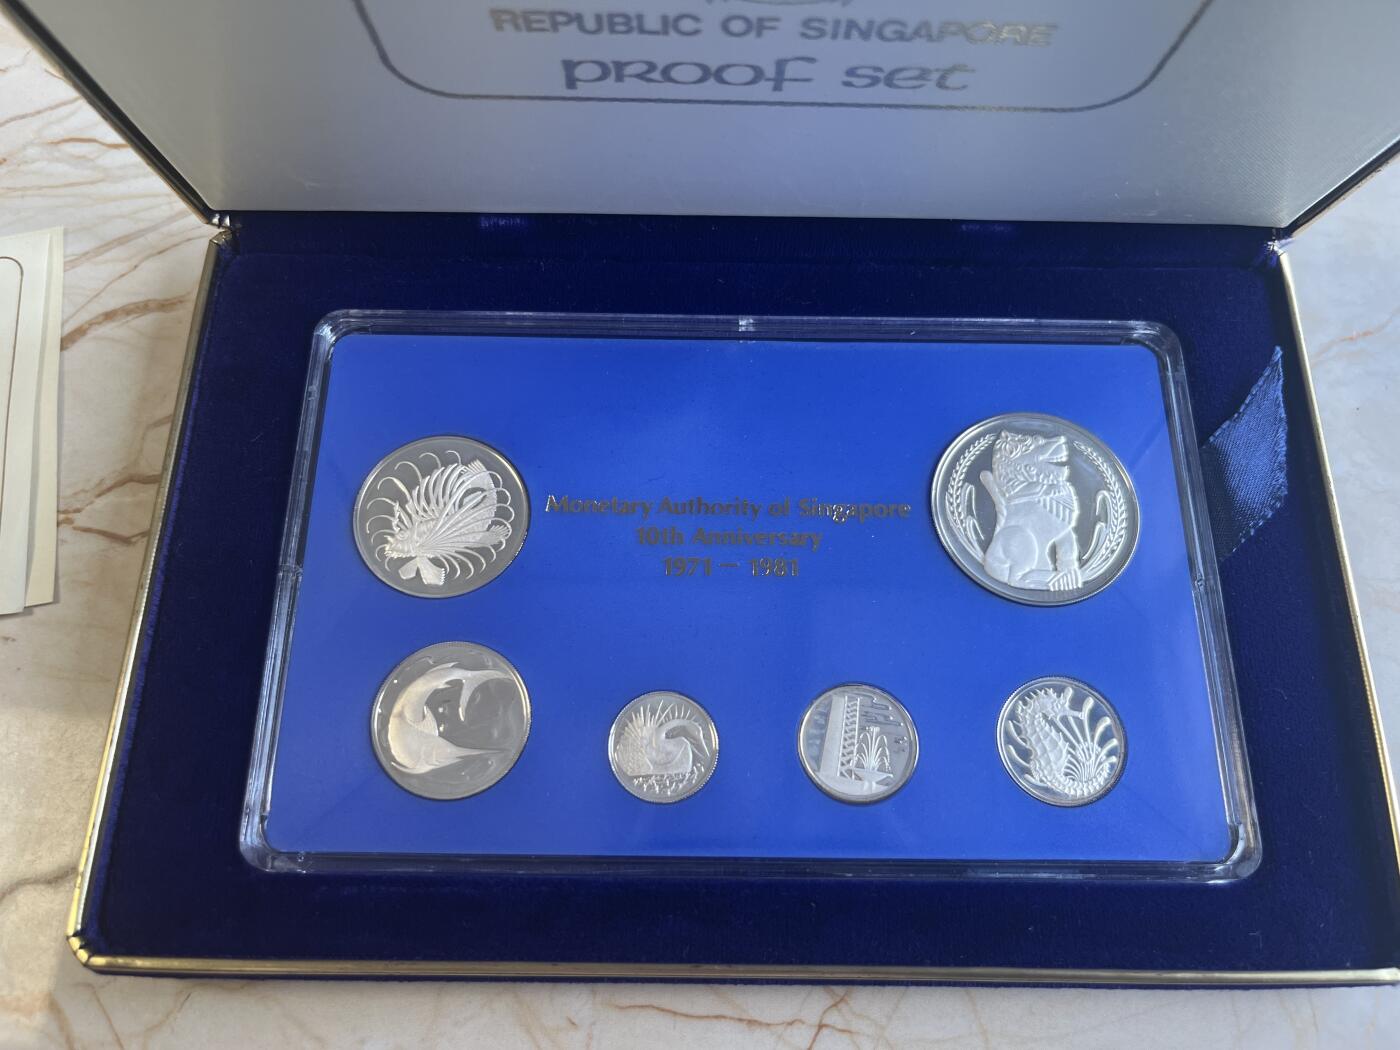 REPUBLIC OF SINGAPORE
PROOF SET
Monetary Authority of Singapore
10th Anniversary
1971 — 1981